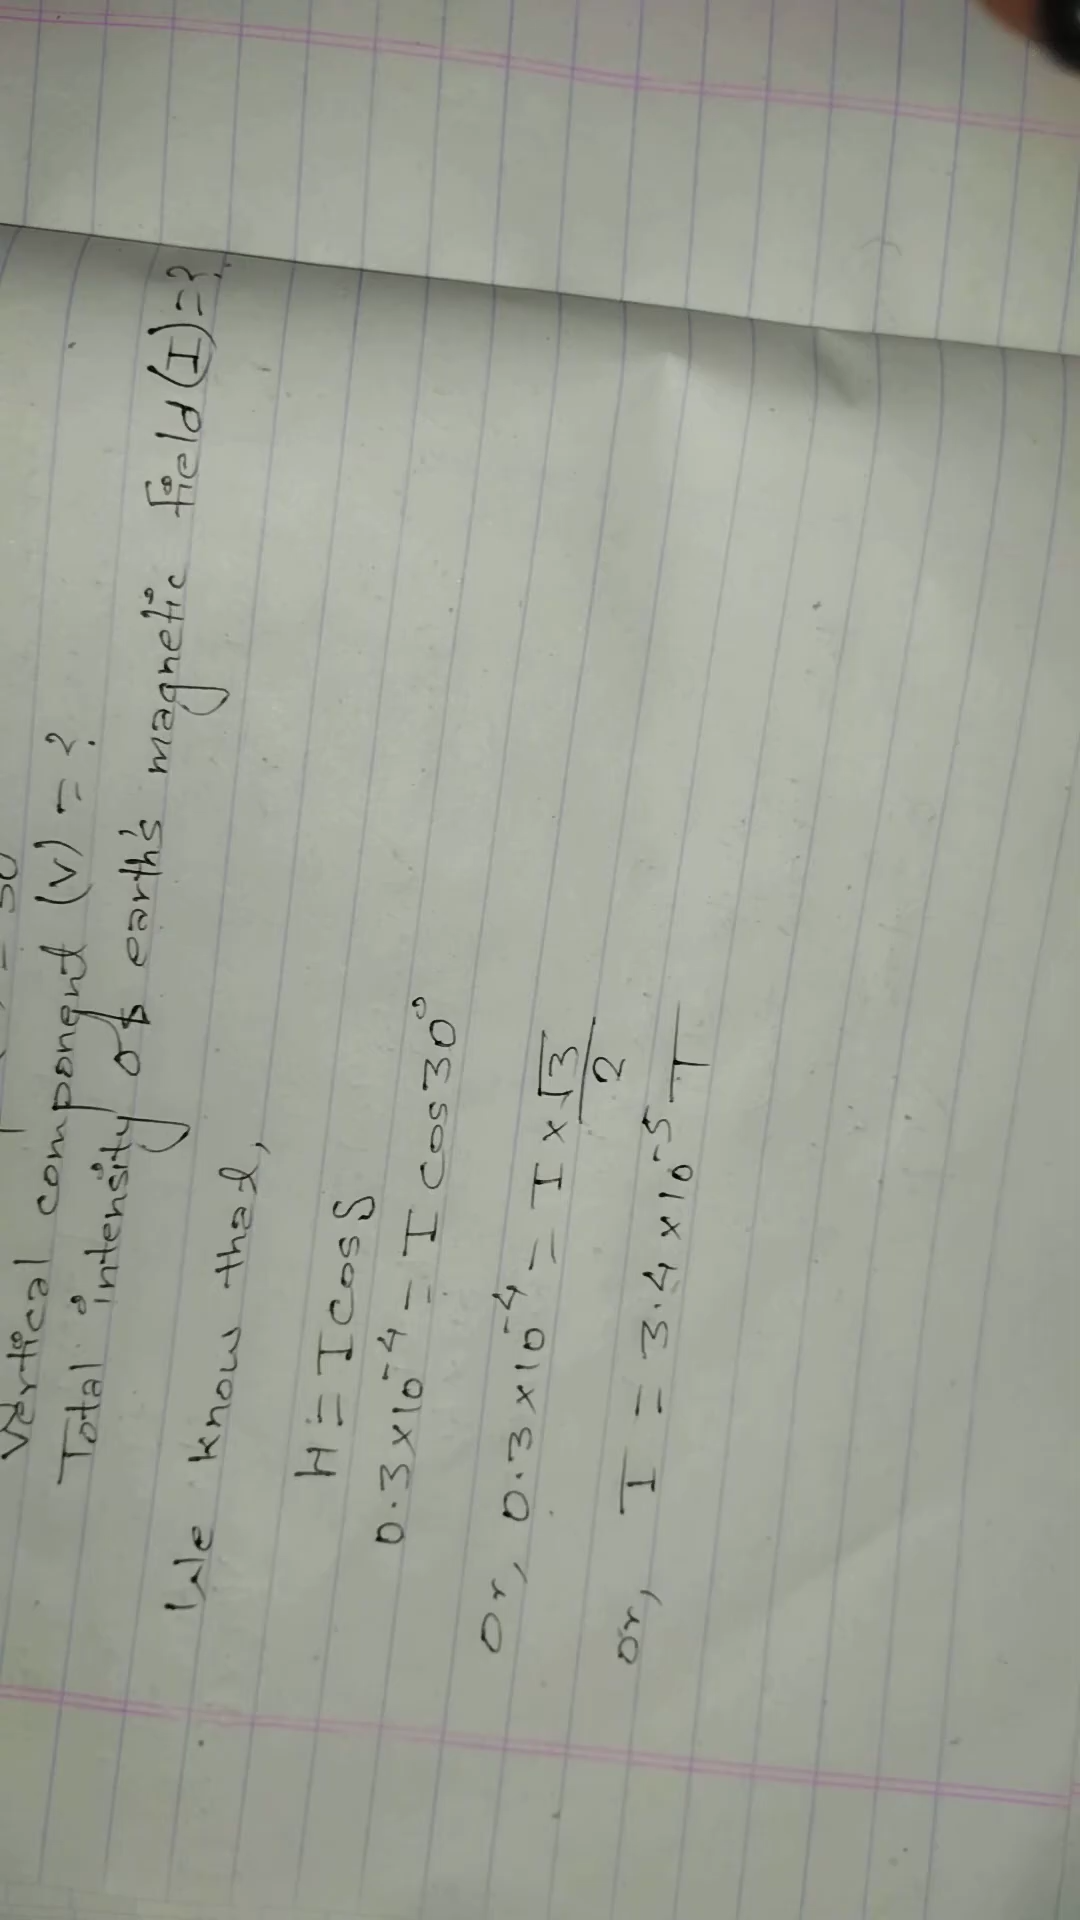 Vertical component (V) = ?
Total intensity of earth's magnetic field (I) = ?
We know that,
H = I cos δ
0.3 × 10⁻⁴ = I cos 30°
or, 0.3 × 10⁻⁴ = I × √3/2
or, I = 3.4 × 10⁻⁵ T